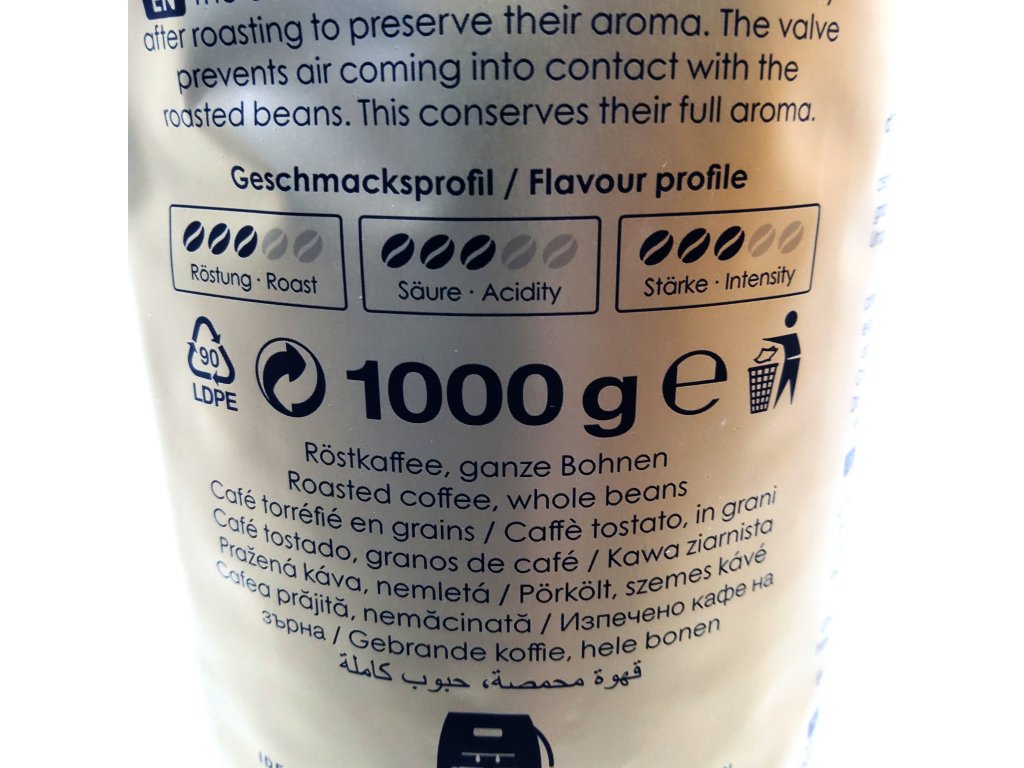 EN The
after roasting to preserve their aroma. The valve
prevents air coming into contact with the
roasted beans. This conserves their full aroma.
Geschmacksprofil / Flavour profile
Röstung · Roast
Säure · Acidity
Stärke · Intensity
90
LDPE
1000 g ℮
Röstkaffee, ganze Bohnen
Roasted coffee, whole beans
Café torréfié en grains / Caffè tostato, in grani
Café tostado, granos de café / Kawa ziarnista
Pražená káva, nemletá / Pörkölt, szemes kávé
Cafea prăjită, nemăcinată / Изпечено кафе на
зърна / Gebrande koffie, hele bonen
قهوة محمصة، حبوب كاملة